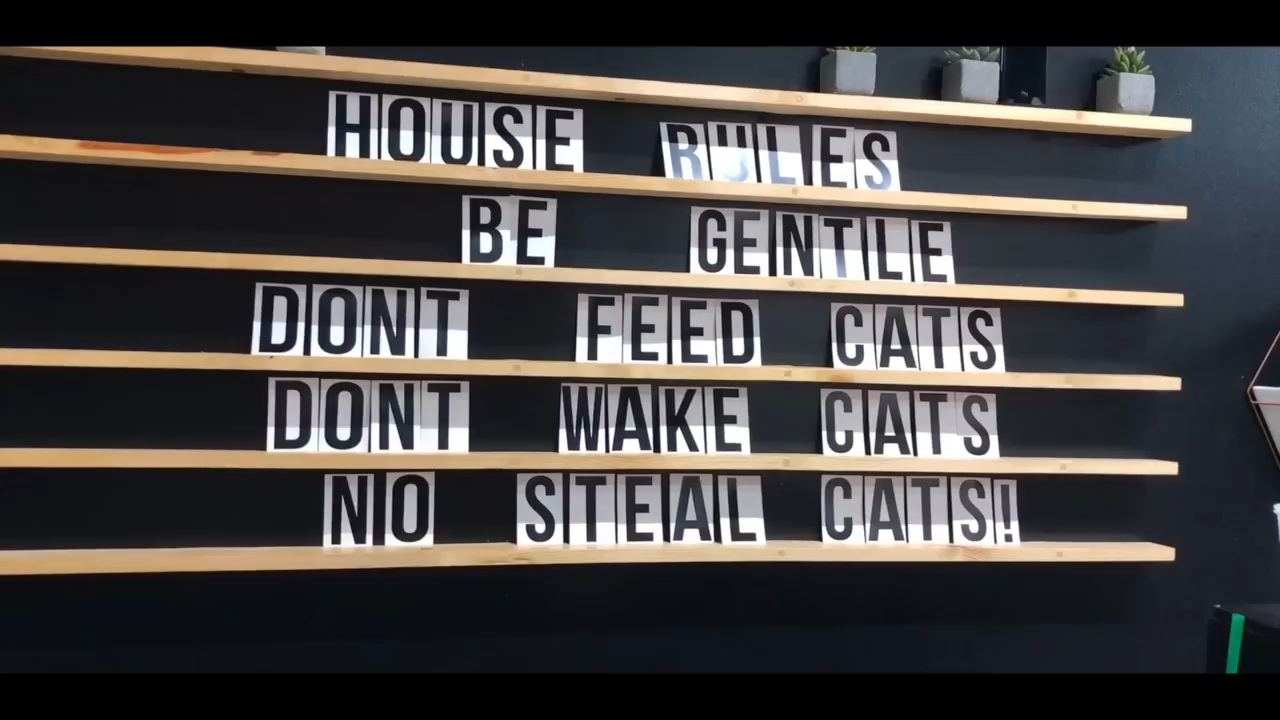 HOUSE RULES
BE GENTLE
DONT FEED CATS
DONT WAKE CATS
NO STEAL CATS!